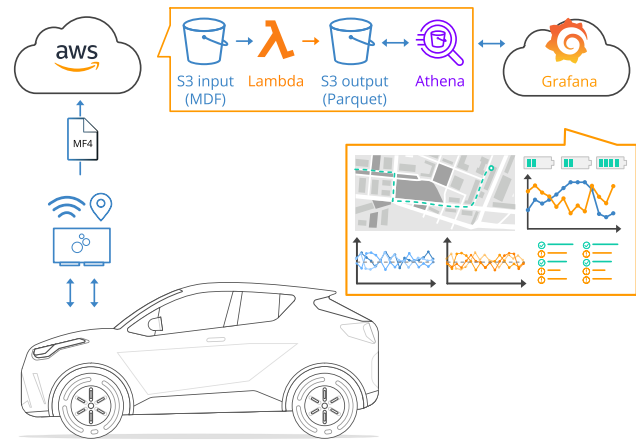 aws
S3 input
(MDF)
Lambda
S3 output
(Parquet)
Athena
Grafana
MF4